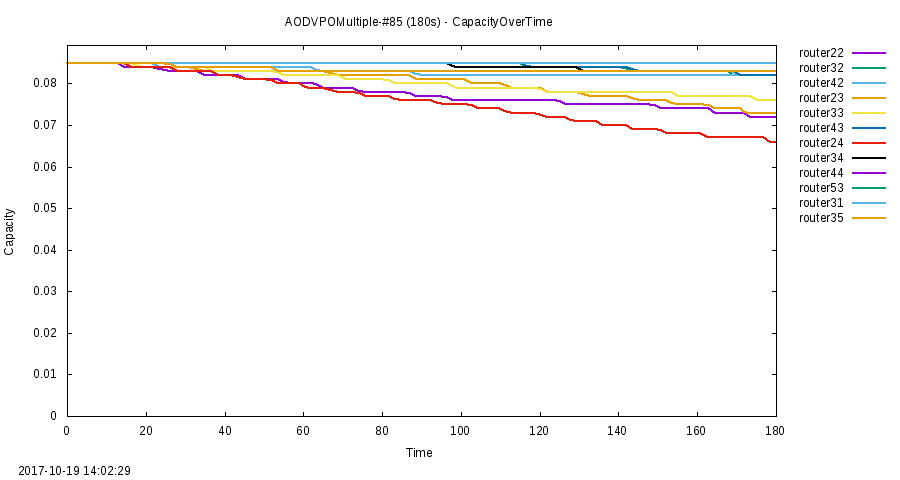 AODVPOMultiple-#85 (180s) - CapacityOverTime
router22
router32
router42
router23
router33
router43
router24
router34
router44
router53
router31
router35
0.08
0.07
0.06
0.05
0.04
0.03
0.02
0.01
0
Capacity
0 20 40 60 80 100 120 140 160 180
Time
2017-10-19 14:02:29